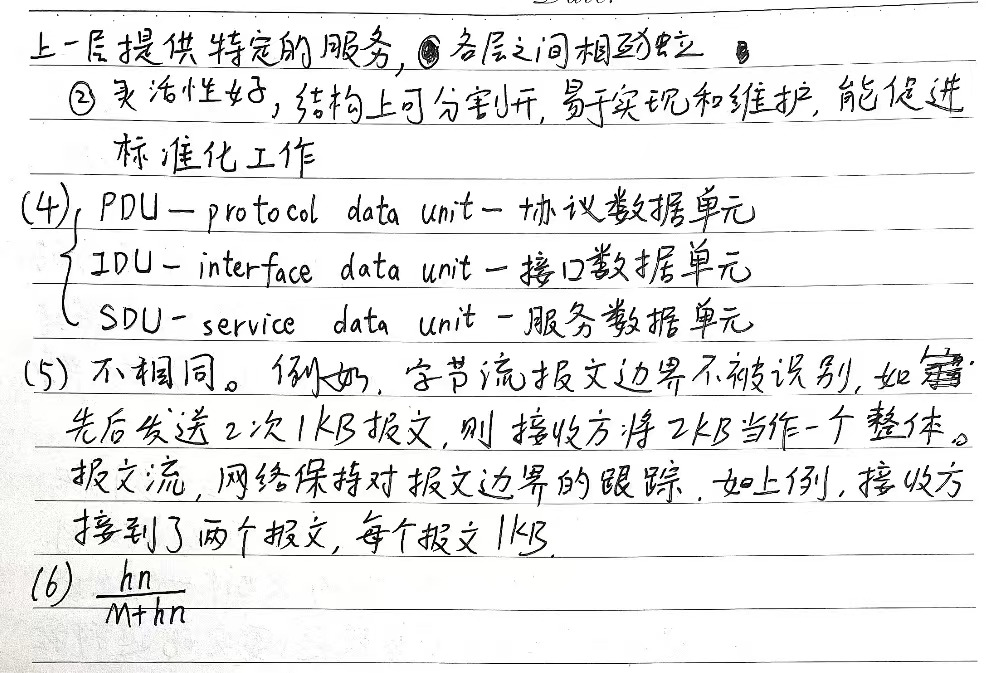 上一层提供特定的服务, 各层之间相互独立
② 灵活性好, 结构上可分割开, 易于实现和维护, 能促进
标准化工作
(4) PDU — protocol data unit — 协议数据单元
IDU — interface data unit — 接口数据单元
SDU — service data unit — 服务数据单元
(5) 不相同。例如, 字节流报文边界不被识别, 如
先后发送2次1KB报文, 则接收方将2KB当作一个整体。
报文流, 网络保持对报文边界的跟踪, 如上例, 接收方
接到了两个报文, 每个报文1KB.
(6) hn/(M+hn)